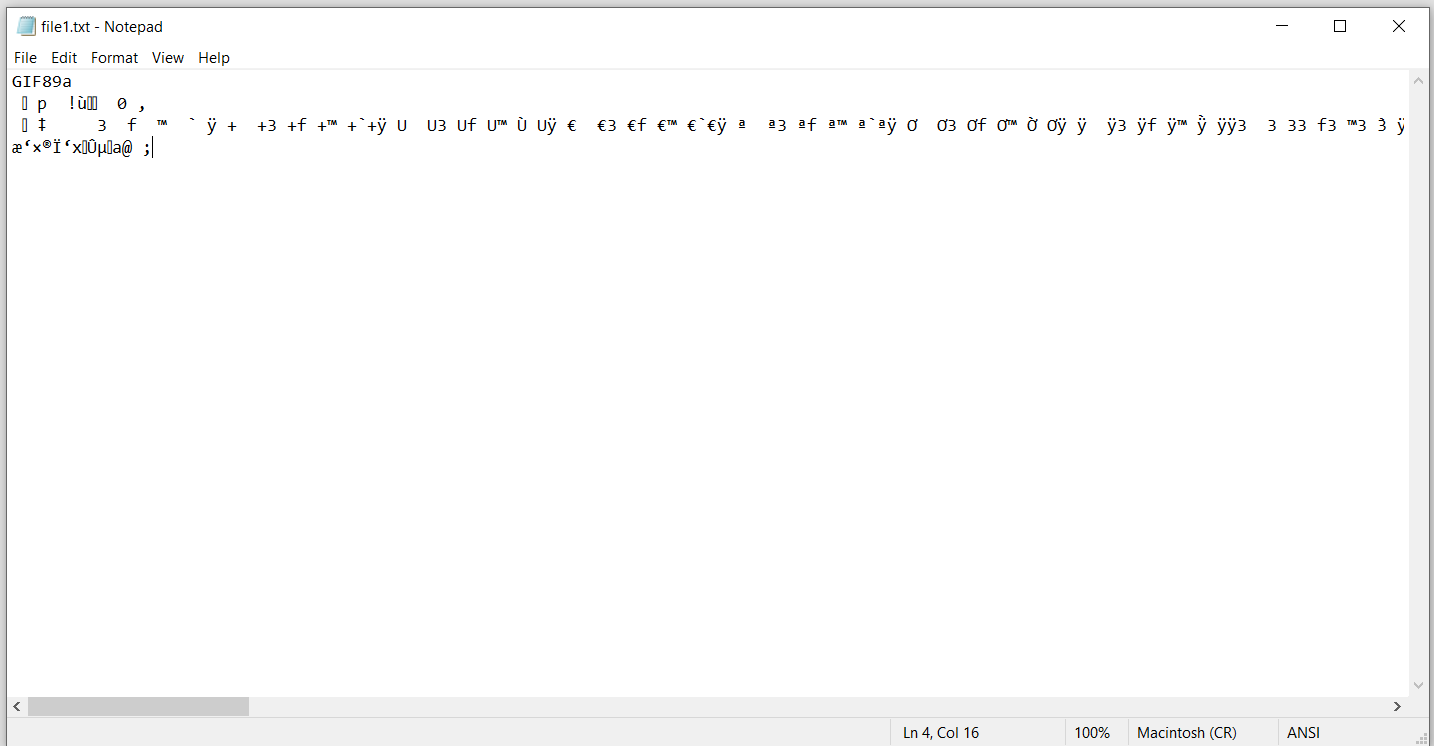 file1.txt - Notepad
File Edit Format View Help
GIF89a
p !ù 0 ,
‡ 3 f ™ ` ÿ + +3 +f +™ +`+ÿ U U3 Uf U™ Ù Uÿ € €3 €f €™ €`€ÿ ª ª3 ªf ª™ ª`ªÿ Ơ Ơ3 Ơf Ơ™ Ờ Ơÿ ÿ ÿ3 ÿf ÿ™ ÿ̀ ÿÿ3 3 33 f3 ™3 3̀ ÿ
æ‘×®Ï‘x Ûµ a@ ;
Ln 4, Col 16 100% Macintosh (CR) ANSI